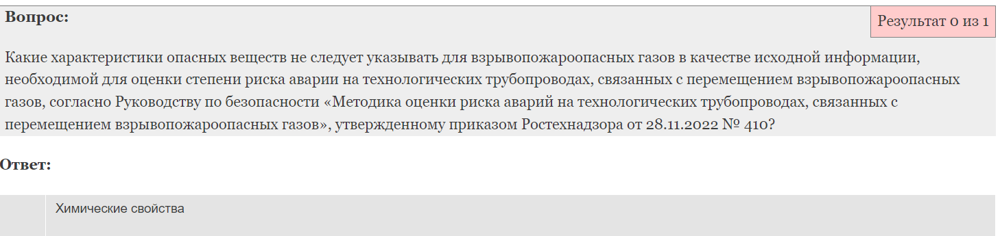 Вопрос:
Результат 0 из 1
Какие характеристики опасных веществ не следует указывать для взрывопожароопасных газов в качестве исходной информации,
необходимой для оценки степени риска аварии на технологических трубопроводах, связанных с перемещением взрывопожароопасных
газов, согласно Руководству по безопасности «Методика оценки риска аварий на технологических трубопроводах, связанных с
перемещением взрывопожароопасных газов», утвержденному приказом Ростехнадзора от 28.11.2022 № 410?
Ответ:
Химические свойства